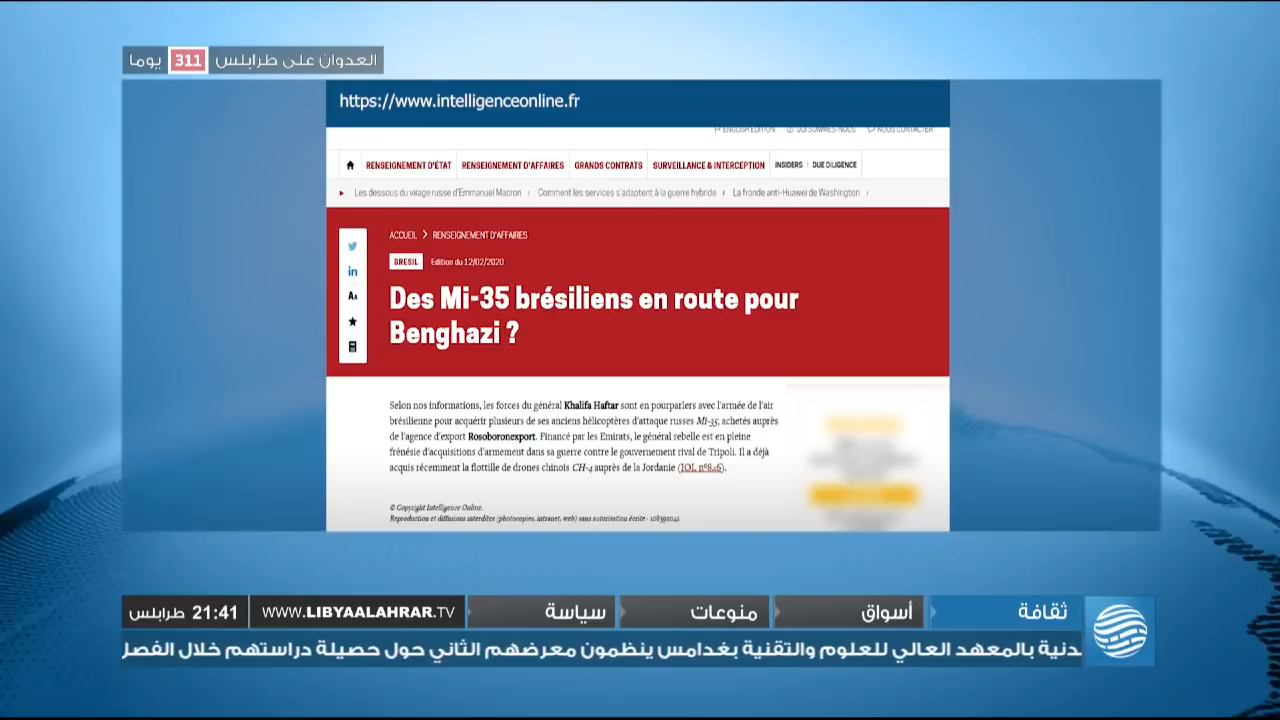 العدوان على طرابلس 311 يوما
https://www.intelligenceonline.fr
ENGLISH EDITION QUI SOMMES-NOUS NOUS CONTACTER
RENSEIGNEMENT D'ÉTAT RENSEIGNEMENT D'AFFAIRES GRANDS CONTRATS SURVEILLANCE & INTERCEPTION INSIDERS DUE DILIGENCE
Les dessous du virage russe d'Emmanuel Macron Comment les services s'adaptent à la guerre hybride La fronde anti-Huawei de Washington
ACCUEIL > RENSEIGNEMENT D'AFFAIRES
BRESIL Edition du 12/02/2020
Des Mi-35 brésiliens en route pour
Benghazi ?
Selon nos informations, les forces du général Khalifa Haftar sont en pourparlers avec l'armée de l'air
brésilienne pour acquérir plusieurs de ses anciens hélicoptères d'attaque russes Mi-35, achetés auprès
de l'agence d'export Rosoboronexport. Financé par les Emirats, le général rebelle est en pleine
frénésie d'acquisitions d'armement dans sa guerre contre le gouvernement rival de Tripoli. Il a déjà
acquis récemment la flottille de drones chinois CH-4 auprès de la Jordanie (IOL nº846).
© Copyright Intelligence Online.
Reproduction et diffusions interdites (photocopies, intranet, web) sans autorisation écrite - 108392041
ثقافة أسواق منوعات سياسة WWW.LIBYAALAHRAR.TV 21:41 طرابلس
دنية بالمعهد العالي للعلوم والتقنية بغدامس ينظمون معرضهم الثاني حول حصيلة دراستهم خلال الفصل